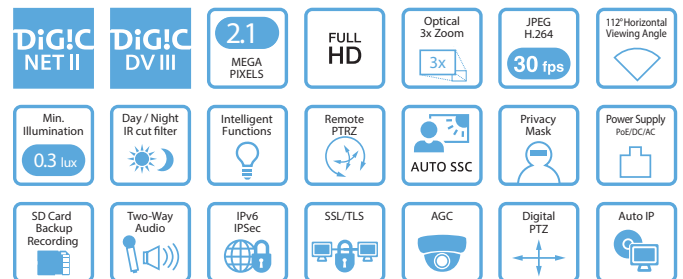 DiG!C
NET II
DiG!C
DV III
2.1
MEGA
PIXELS
FULL
HD
Optical
3x Zoom
3x
JPEG
H.264
30 fps
112° Horizontal
Viewing Angle
Min.
Illumination
0.3 lux
Day / Night
IR cut filter
Intelligent
Functions
Remote
PTRZ
AUTO SSC
Privacy
Mask
Power Supply
PoE/DC/AC
SD Card
Backup
Recording
Two-Way
Audio
IPv6
IPSec
SSL/TLS
AGC
Digital
PTZ
Auto IP